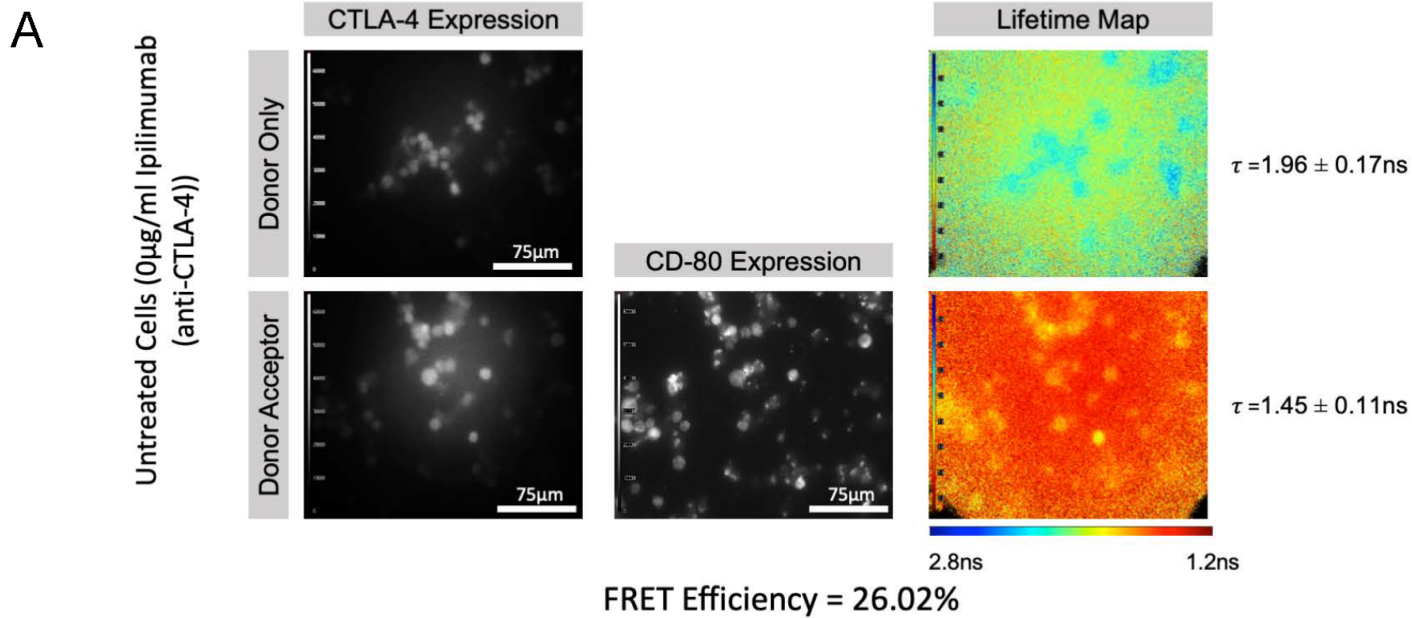 A
CTLA-4 Expression
Lifetime Map
Untreated Cells (0µg/ml Ipilimumab
(anti-CTLA-4))
Donor Only
75µm
τ =1.96 ± 0.17ns
CD-80 Expression
Donor Acceptor
75µm
75µm
τ =1.45 ± 0.11ns
2.8ns
1.2ns
FRET Efficiency = 26.02%